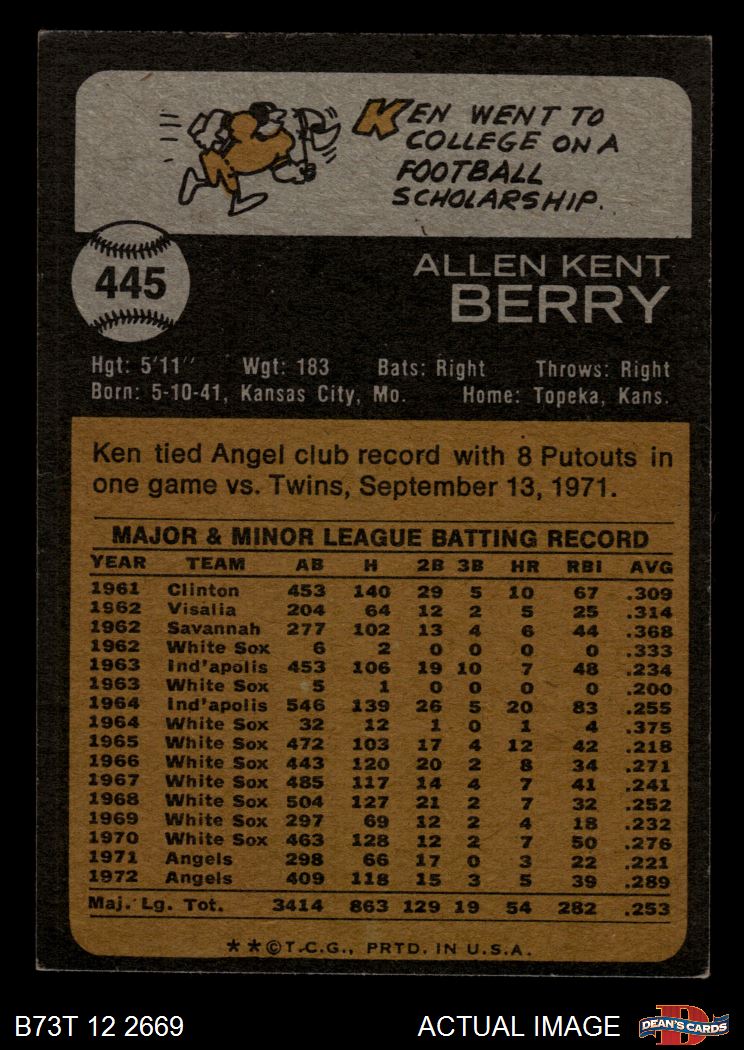 KEN WENT TO
COLLEGE ON A
FOOTBALL
SCHOLARSHIP.
445
ALLEN KENT
BERRY
Hgt: 5'11" Wgt: 183 Bats: Right Throws: Right
Born: 5-10-41, Kansas City, Mo. Home: Topeka, Kans.
Ken tied Angel club record with 8 Putouts in
one game vs. Twins, September 13, 1971.
MAJOR & MINOR LEAGUE BATTING RECORD
YEAR TEAM AB H 2B 3B HR RBI AVG
1961 Clinton 453 140 29 5 10 67 .309
1962 Visalia 204 64 12 2 5 25 .314
1962 Savannah 277 102 13 4 6 44 .368
1962 White Sox 6 2 0 0 0 0 .333
1963 Ind'apolis 453 106 19 10 7 48 .234
1963 White Sox 5 1 0 0 0 0 .200
1964 Ind'apolis 546 139 26 5 20 83 .255
1964 White Sox 32 12 1 0 1 4 .375
1965 White Sox 472 103 17 4 12 42 .218
1966 White Sox 443 120 20 2 8 34 .271
1967 White Sox 485 117 14 4 7 41 .241
1968 White Sox 504 127 21 2 7 32 .252
1969 White Sox 297 69 12 2 4 18 .232
1970 White Sox 463 128 12 2 7 50 .276
1971 Angels 298 66 17 0 3 22 .221
1972 Angels 409 118 15 3 5 39 .289
Maj. Lg. Tot. 3414 863 129 19 54 282 .253
**©T.C.G., PRTD. IN U.S.A.
B73T 12 2669 ACTUAL IMAGE D DEAN'S CARDS